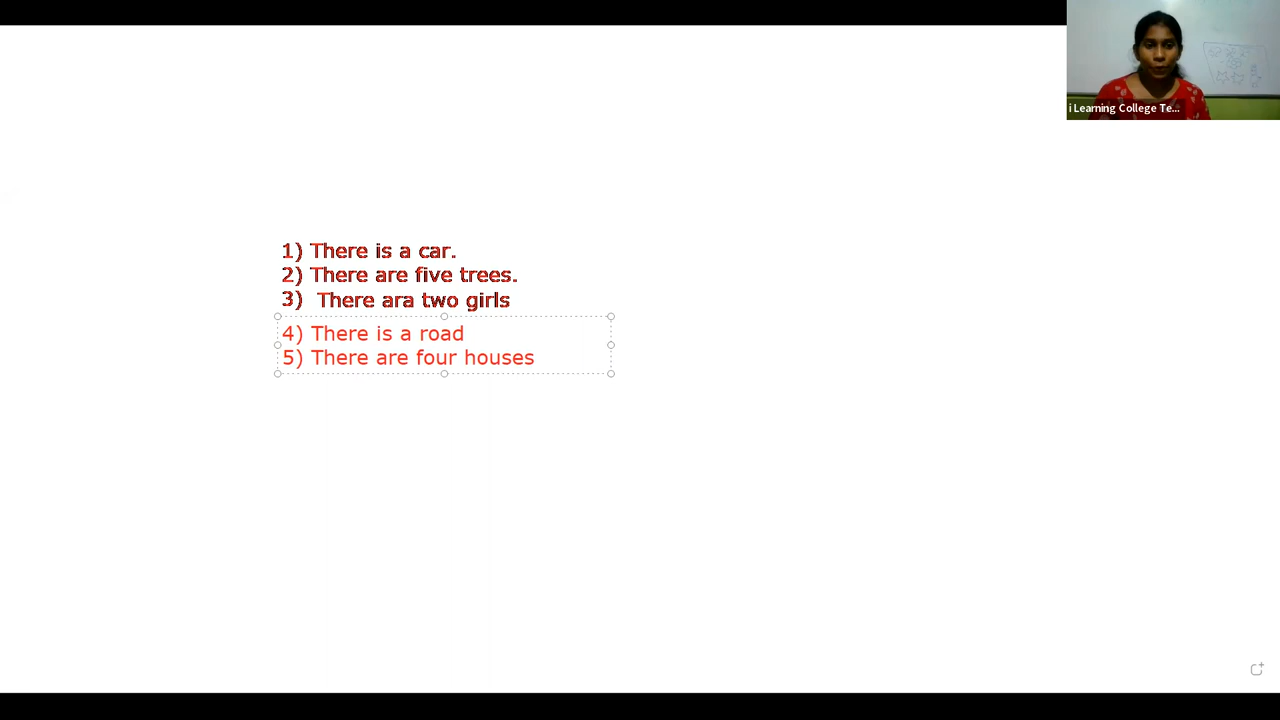 i Learning College Te...
1) There is a car.
2) There are five trees.
3) There ara two girls
4) There is a road
5) There are four houses